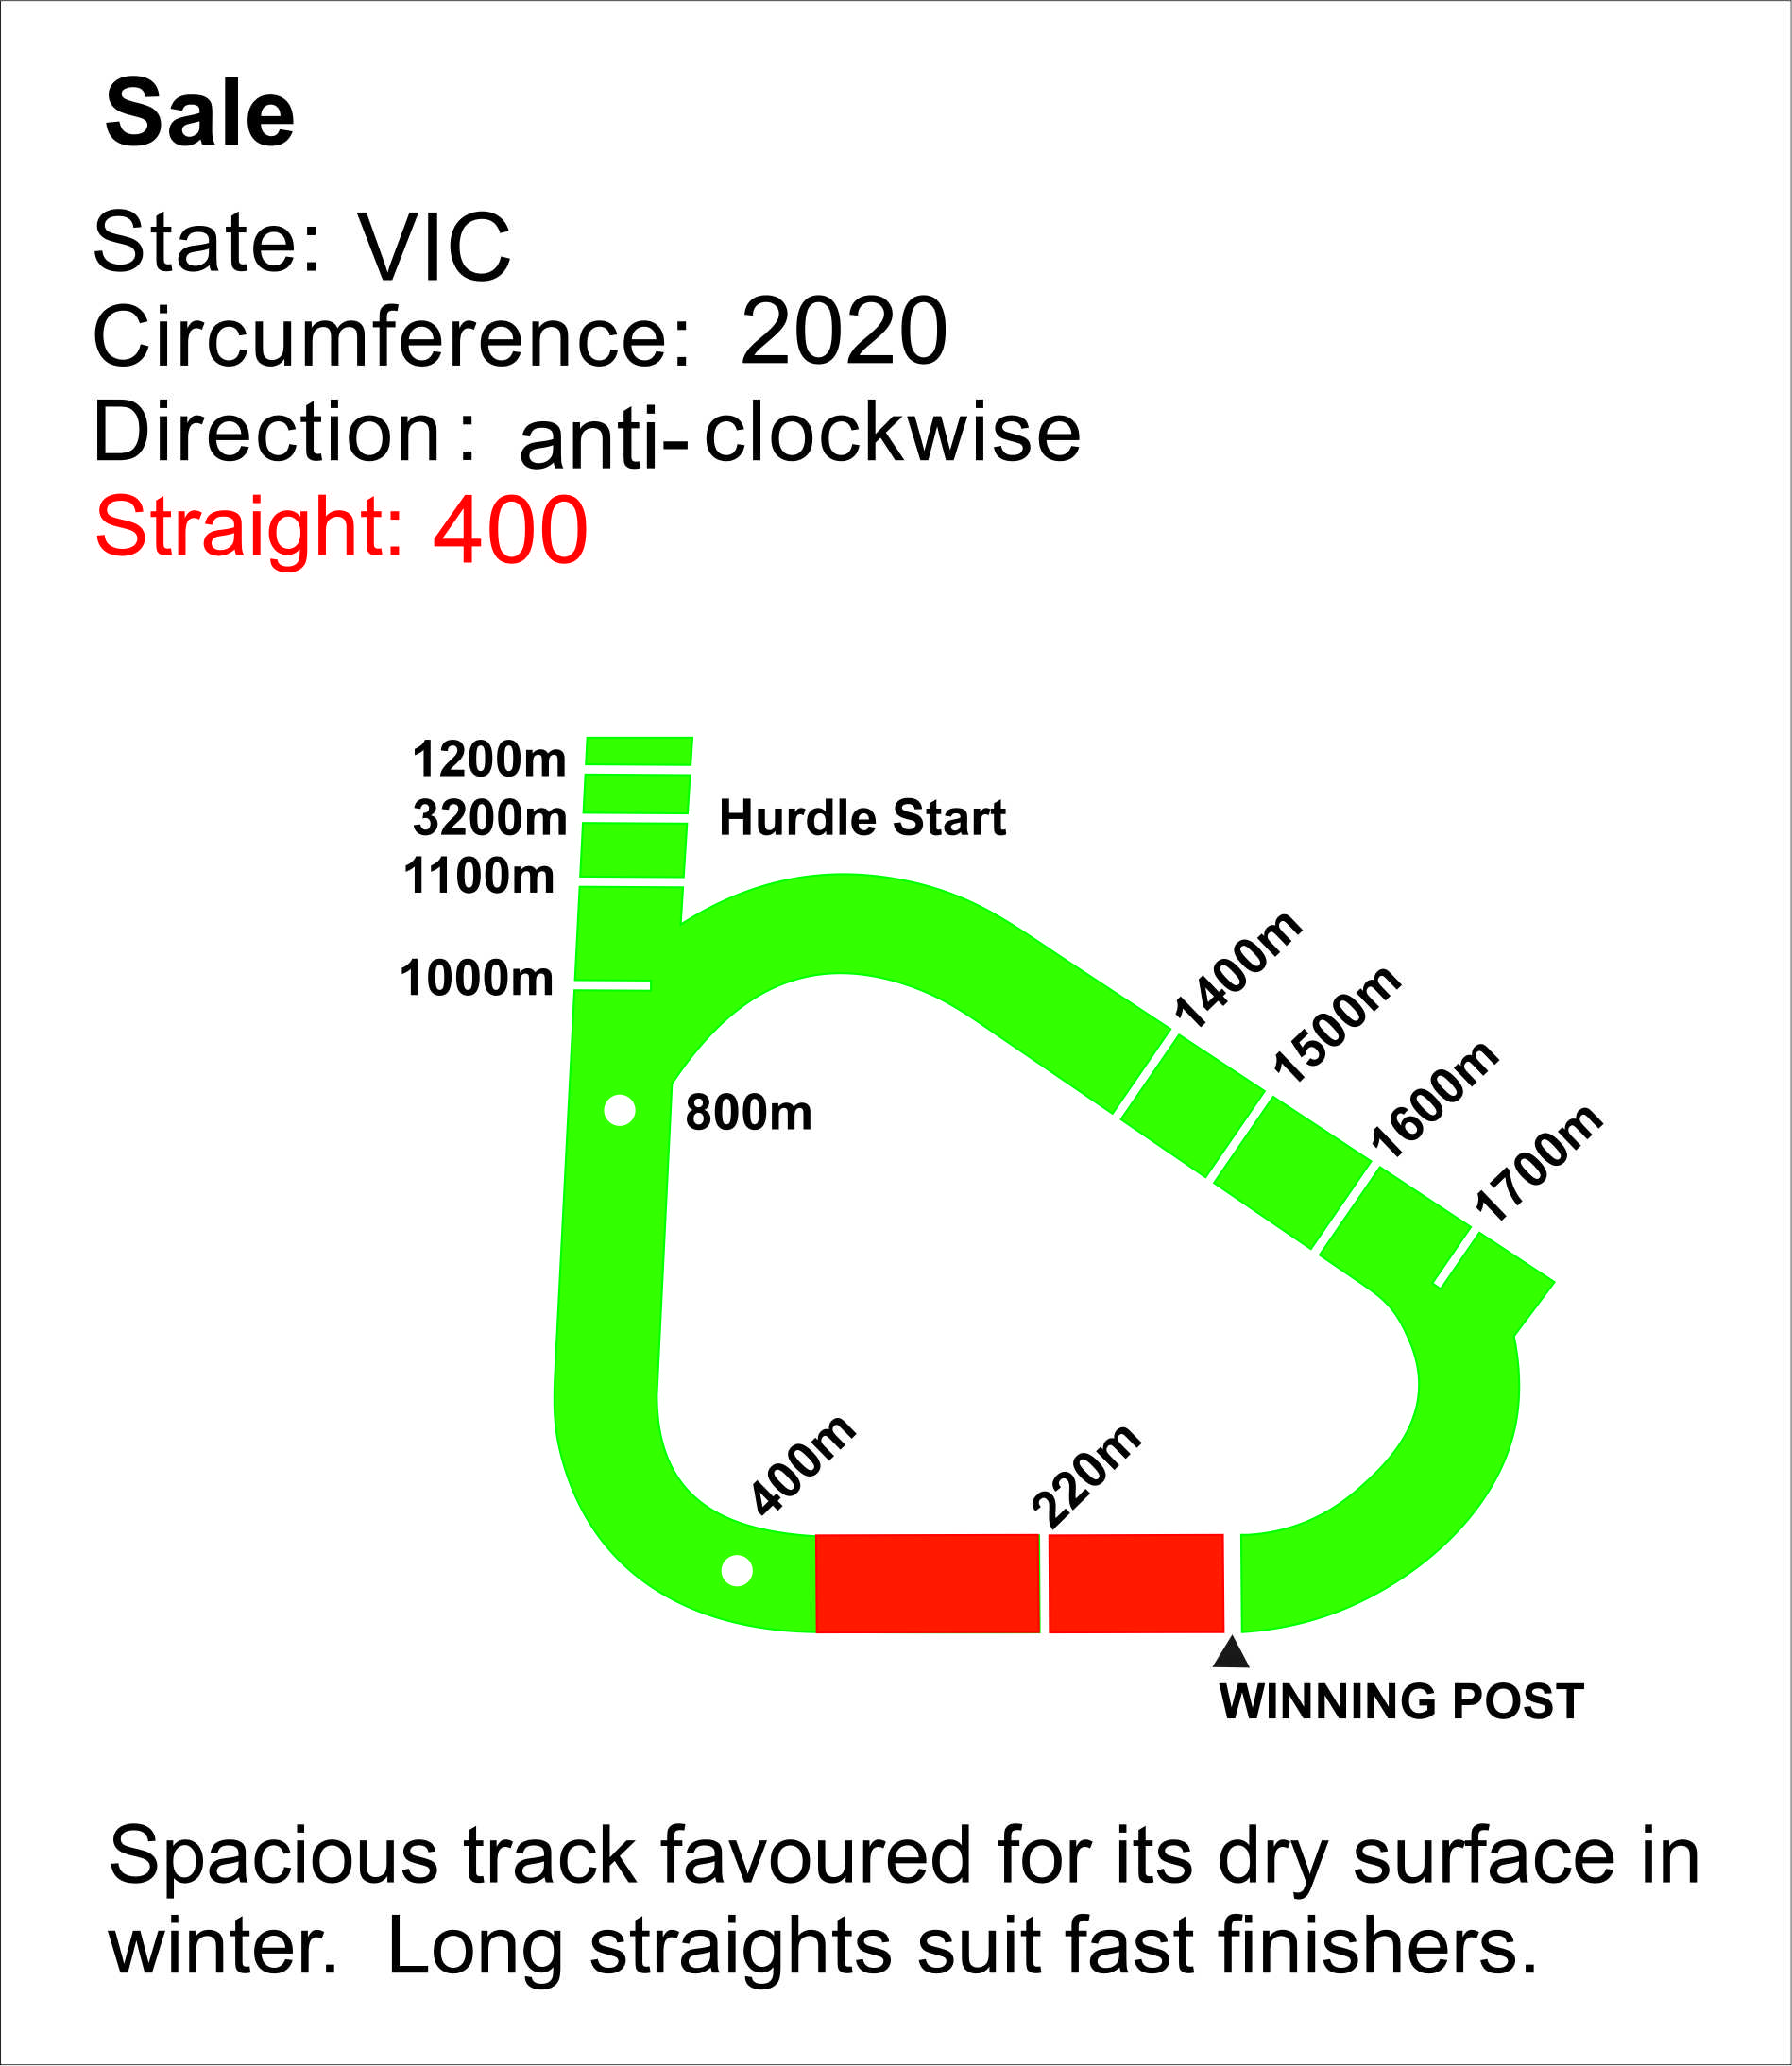 Sale
State: VIC
Circumference: 2020
Direction : anti-clockwise
Straight: 400
1200m
3200m Hurdle Start
1100m
1000m
1400m
1500m
1600m
1700m
800m
400m
220m
WINNING POST
Spacious track favoured for its dry surface in
winter. Long straights suit fast finishers.